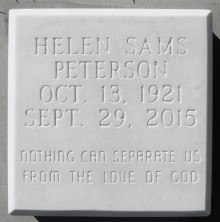 HELEN SAMS
PETERSON
OCT. 13, 1921
SEPT. 29, 2015
NOTHING CAN SEPARATE US
FROM THE LOVE OF GOD